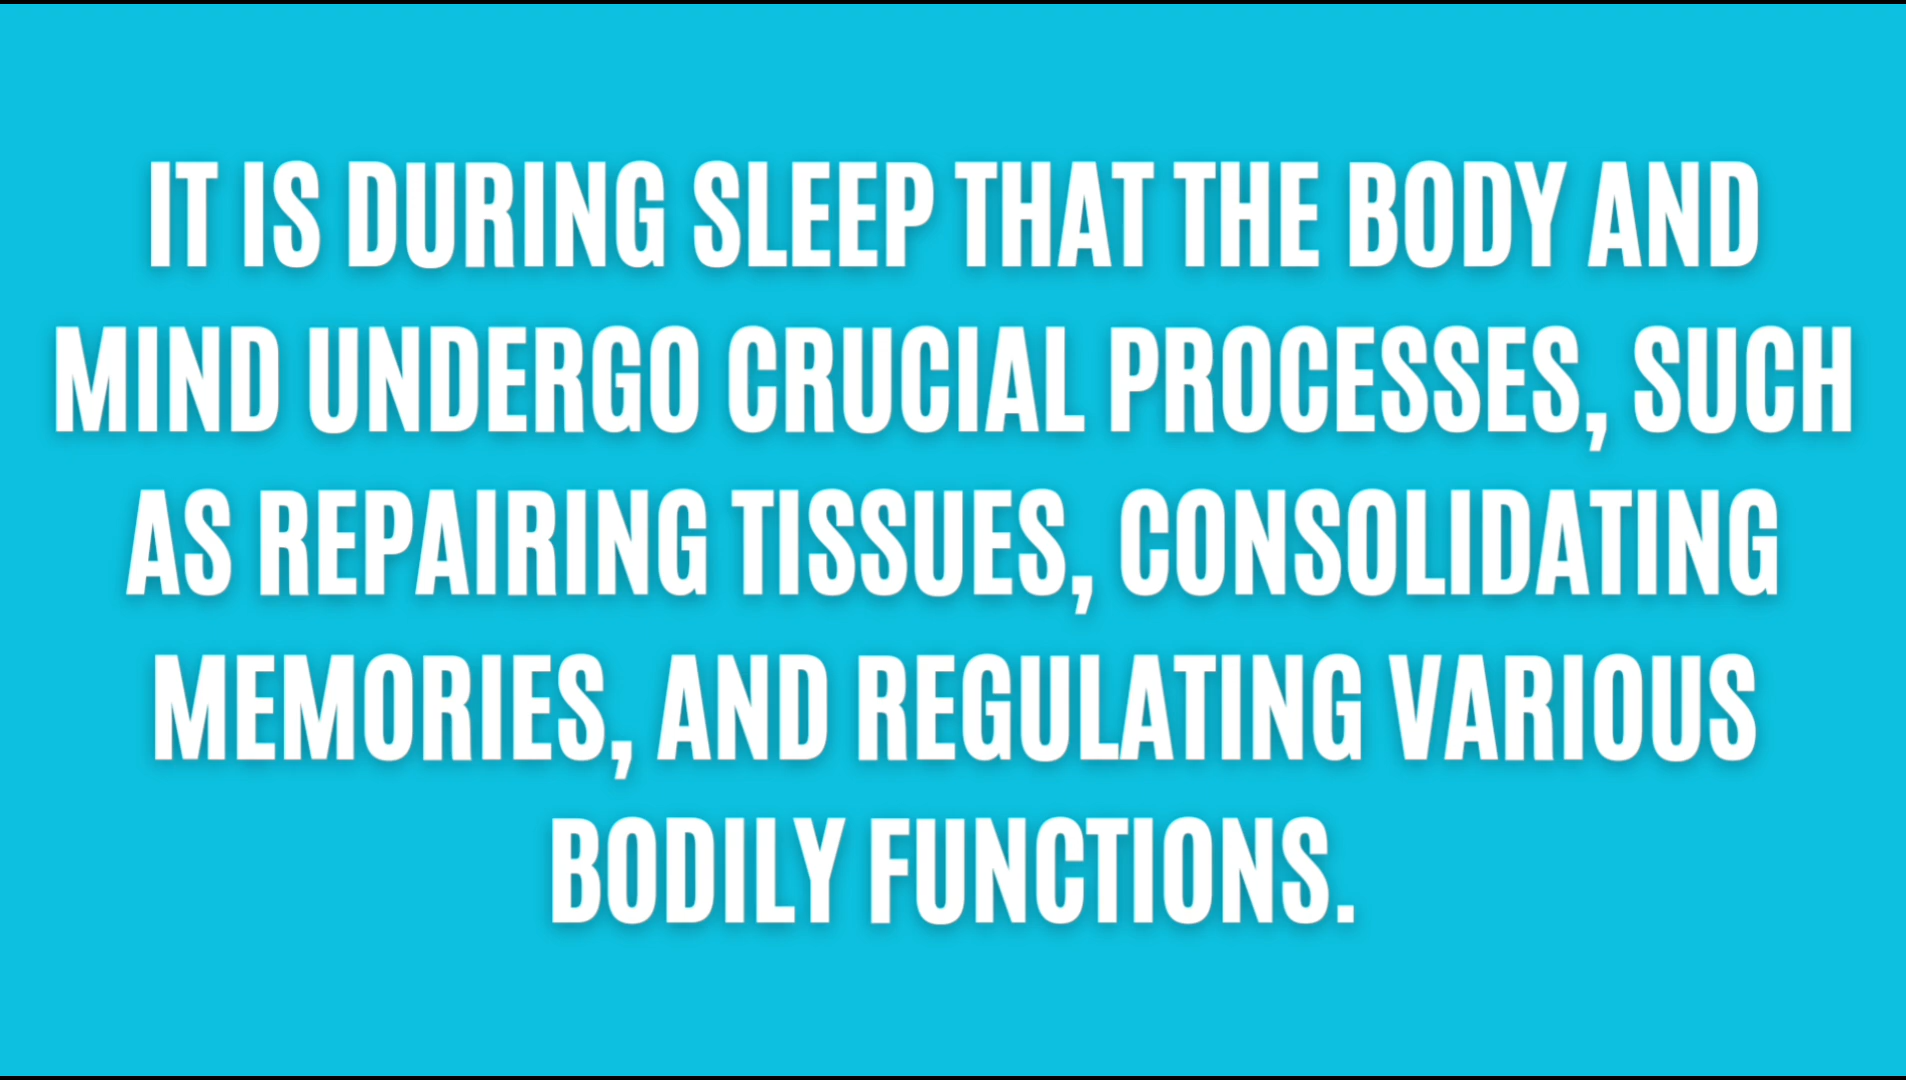 IT IS DURING SLEEP THAT THE BODY AND
MIND UNDERGO CRUCIAL PROCESSES, SUCH
AS REPAIRING TISSUES, CONSOLIDATING
MEMORIES, AND REGULATING VARIOUS
BODILY FUNCTIONS.